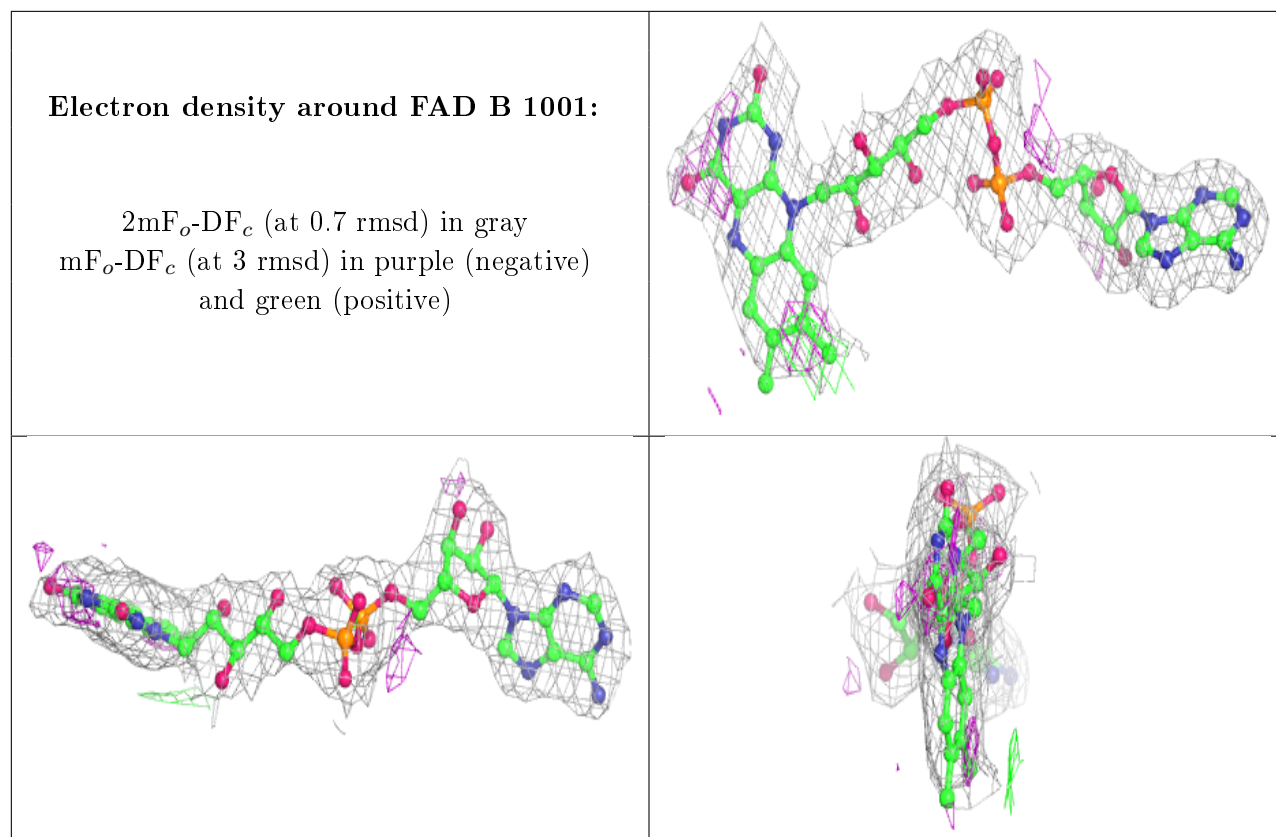 Electron density around FAD B 1001:
2mFo-DFc (at 0.7 rmsd) in gray
mFo-DFc (at 3 rmsd) in purple (negative)
and green (positive)